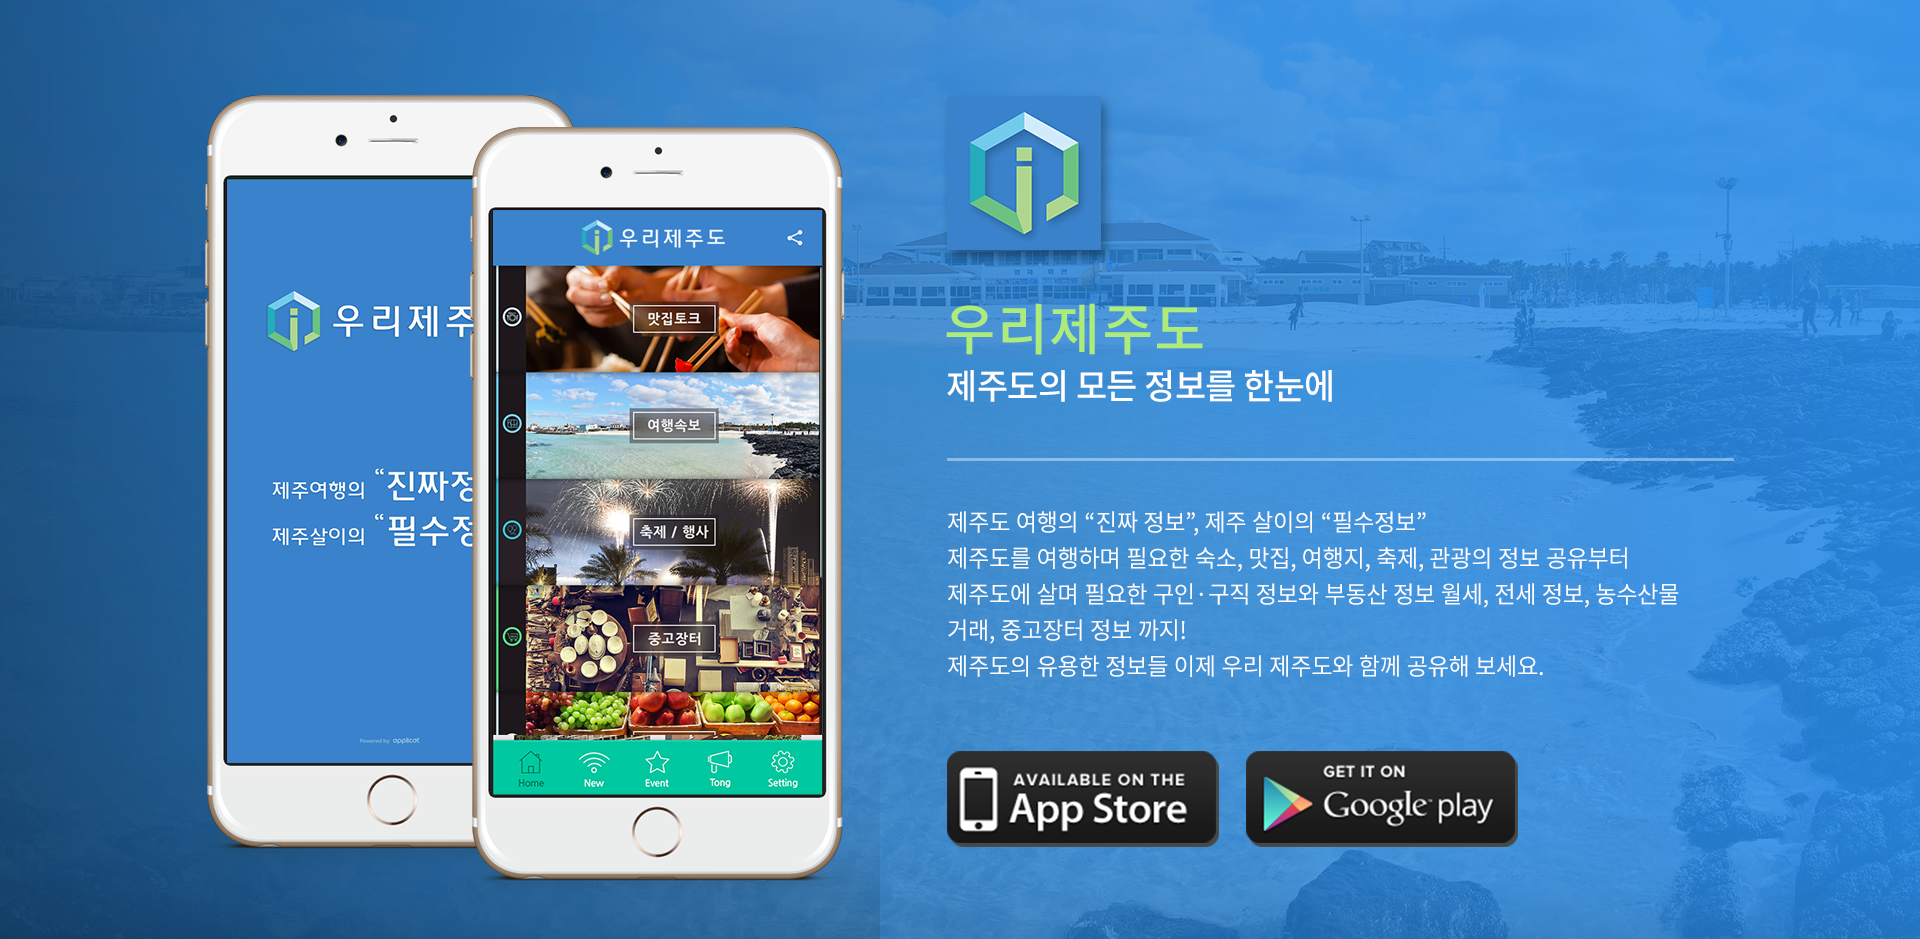 우리제주
제주여행의 “진짜정
제주살이의 “필수정
Powered by applicat
우리제주도
맛집토크
여행속보
축제 / 행사
중고장터
Home
New
Event
Tong
Setting
우리제주도
제주도의 모든 정보를 한눈에
제주도 여행의 “진짜 정보”, 제주 살이의 “필수정보”
제주도를 여행하며 필요한 숙소, 맛집, 여행지, 축제, 관광의 정보 공유부터
제주도에 살며 필요한 구인·구직 정보와 부동산 정보 월세, 전세 정보, 농수산물
거래, 중고장터 정보 까지!
제주도의 유용한 정보들 이제 우리 제주도와 함께 공유해 보세요.
AVAILABLE ON THE
App Store
GET IT ON
Google play